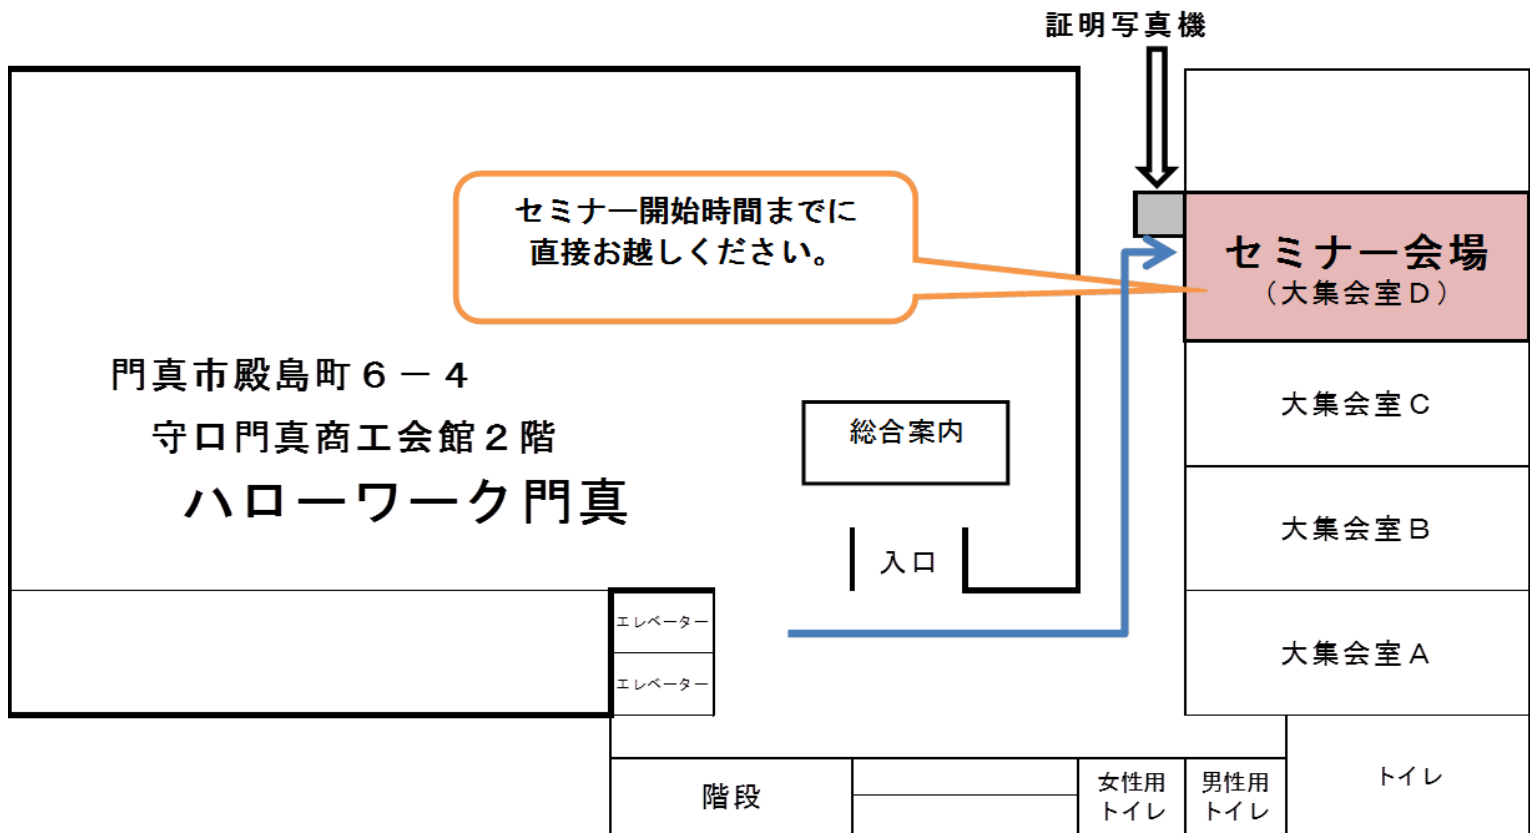 証明写真機
セミナー開始時間までに
直接お越しください。
セミナー会場
（大集会室Ｄ）
門真市殿島町６－４
守口門真商工会館２階
ハローワーク門真
総合案内
大集会室Ｃ
大集会室Ｂ
入口
エレベーター
大集会室Ａ
エレベーター
階段
女性用
トイレ
男性用
トイレ
トイレ